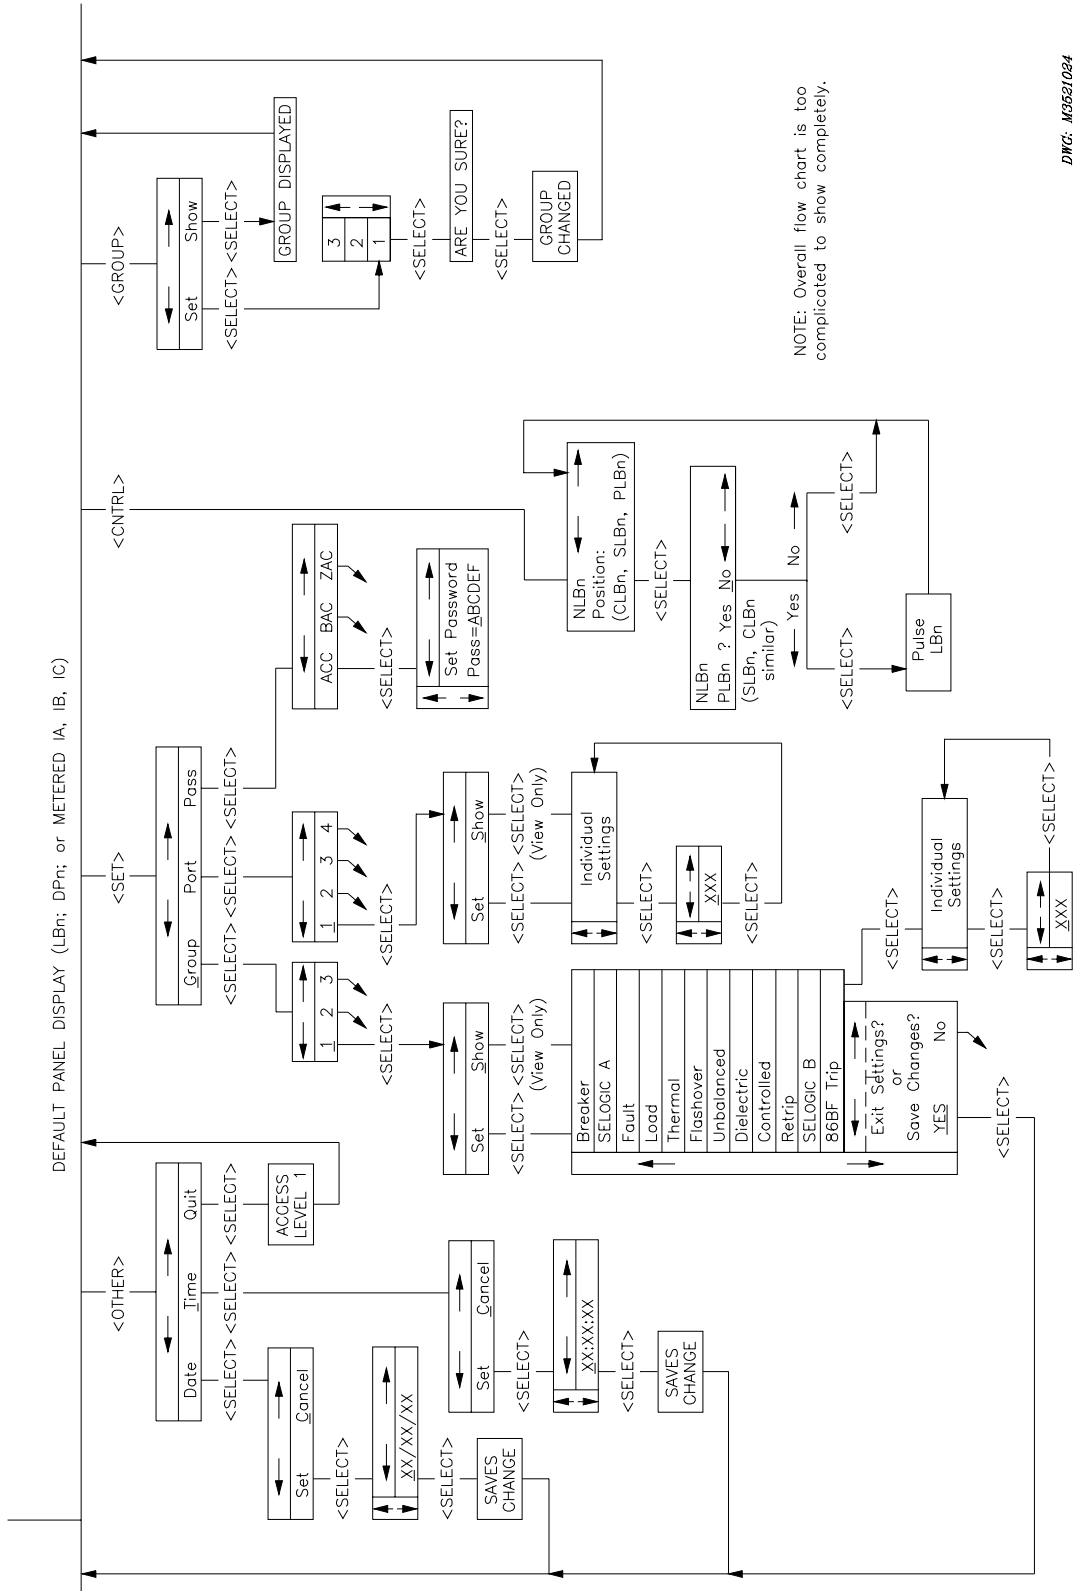 DEFAULT PANEL DISPLAY (LBn; DPn; or METERED IA, IB, IC)
<OTHER>
Date Time Quit
<SELECT> <SELECT> <SELECT>
ACCESS
LEVEL 1
Set Cancel
<SELECT>
XX/XX/XX
<SELECT>
SAVES
CHANGE
Set Cancel
<SELECT>
XX:XX:XX
<SELECT>
SAVES
CHANGE
<SET>
Group Port Pass
<SELECT> <SELECT> <SELECT>
1 2 3
<SELECT>
Set Show
<SELECT> <SELECT>
(View Only)
Breaker
SELOGIC A
Fault
Load
Thermal
Flashover
Unbalanced
Dielectric
Controlled
Retrip
SELOGIC B
86BF Trip
Exit Settings?
or
Save Changes?
YES No
<SELECT>
<SELECT>
Individual
Settings
<SELECT>
XXX
<SELECT>
1 2 3 4
<SELECT>
Set Show
<SELECT> <SELECT>
(View Only)
Individual
Settings
<SELECT>
XXX
ACC BAC ZAC
<SELECT>
Set Password
Pass=ABCDEF
<CNTRL>
NLBn
Position:
(CLBn, SLBn, PLBn)
<SELECT>
NLBn
PLBn ? Yes No
(SLBn, CLBn
similar)
Yes No
<SELECT> <SELECT>
Pulse
LBn
<GROUP>
Set Show
<SELECT> <SELECT>
GROUP DISPLAYED
3
2
1
<SELECT>
ARE YOU SURE?
<SELECT>
GROUP
CHANGED
NOTE: Overall flow chart is too
complicated to show completely.
DWG: M3521024